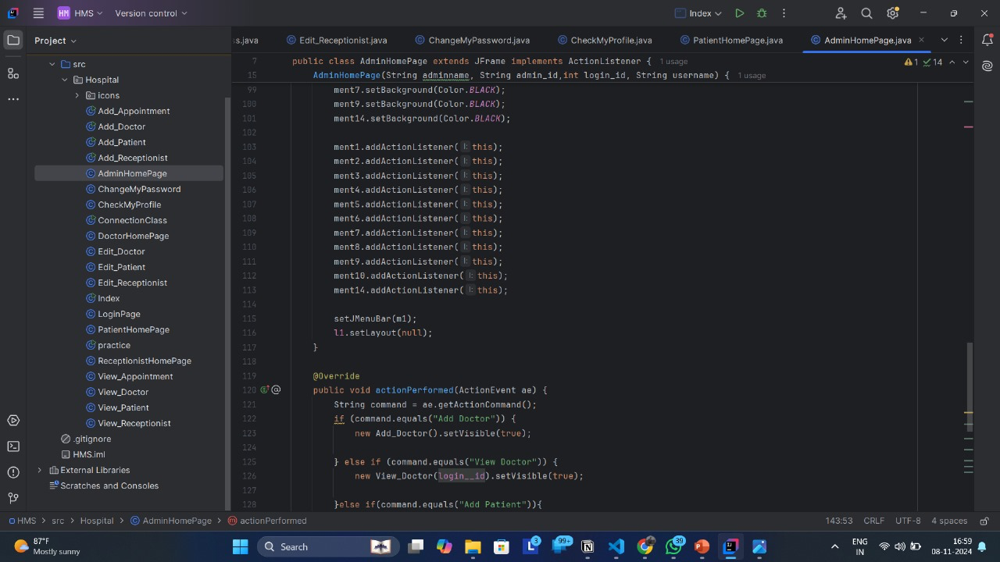 HM HMS Version control Index
Project
s.java Edit_Receptionist.java ChangeMyPassword.java CheckMyProfile.java PatientHomePage.java AdminHomePage.java
src
Hospital
icons
Add_Appointment
Add_Doctor
Add_Patient
Add_Receptionist
AdminHomePage
ChangeMyPassword
CheckMyProfile
ConnectionClass
DoctorHomePage
Edit_Doctor
Edit_Patient
Edit_Receptionist
Index
LoginPage
PatientHomePage
practice
ReceptionistHomePage
View_Appointment
View_Doctor
View_Patient
View_Receptionist
.gitignore
HMS.iml
External Libraries
Scratches and Consoles
7 public class AdminHomePage extends JFrame implements ActionListener { 1 usage
1 14
15 AdminHomePage(String adminname, String admin_id,int login_id, String username) { 1 usage
99 ment7.setBackground(Color.BLACK);
100 ment9.setBackground(Color.BLACK);
101 ment14.setBackground(Color.BLACK);
102
103 ment1.addActionListener( l: this);
104 ment2.addActionListener( l: this);
105 ment3.addActionListener( l: this);
106 ment4.addActionListener( l: this);
107 ment5.addActionListener( l: this);
108 ment6.addActionListener( l: this);
109 ment7.addActionListener( l: this);
110 ment8.addActionListener( l: this);
111 ment9.addActionListener( l: this);
112 ment10.addActionListener( l: this);
113 ment14.addActionListener( l: this);
114
115 setJMenuBar(m1);
116 l1.setLayout(null);
117 }
118
119 @Override
120 public void actionPerformed(ActionEvent ae) {
121 String command = ae.getActionCommand();
122 if (command.equals("Add Doctor")) {
123 new Add_Doctor().setVisible(true);
124
125 } else if (command.equals("View Doctor")) {
126 new View_Doctor(login__id).setVisible(true);
127
128 }else if(command.equals("Add Patient")){
HMS > src > Hospital > AdminHomePage > actionPerformed 143:53 CRLF UTF-8 4 spaces
87°F
Mostly sunny
Search
3
99+
39
ENG
IN
16:59
08-11-2024